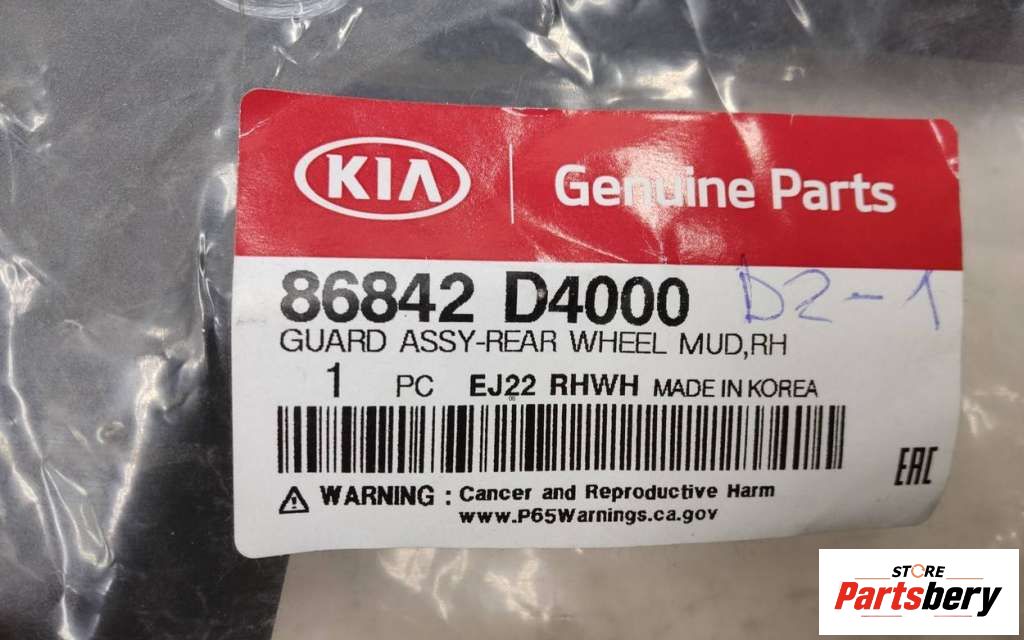 KIA Genuine Parts
86842 D4000 D2-1
GUARD ASSY-REAR WHEEL MUD,RH
1 PC EJ22 RHWH MADE IN KOREA
06
WARNING : Cancer and Reproductive Harm
www.P65Warnings.ca.gov
EAC
STORE
Partsbery